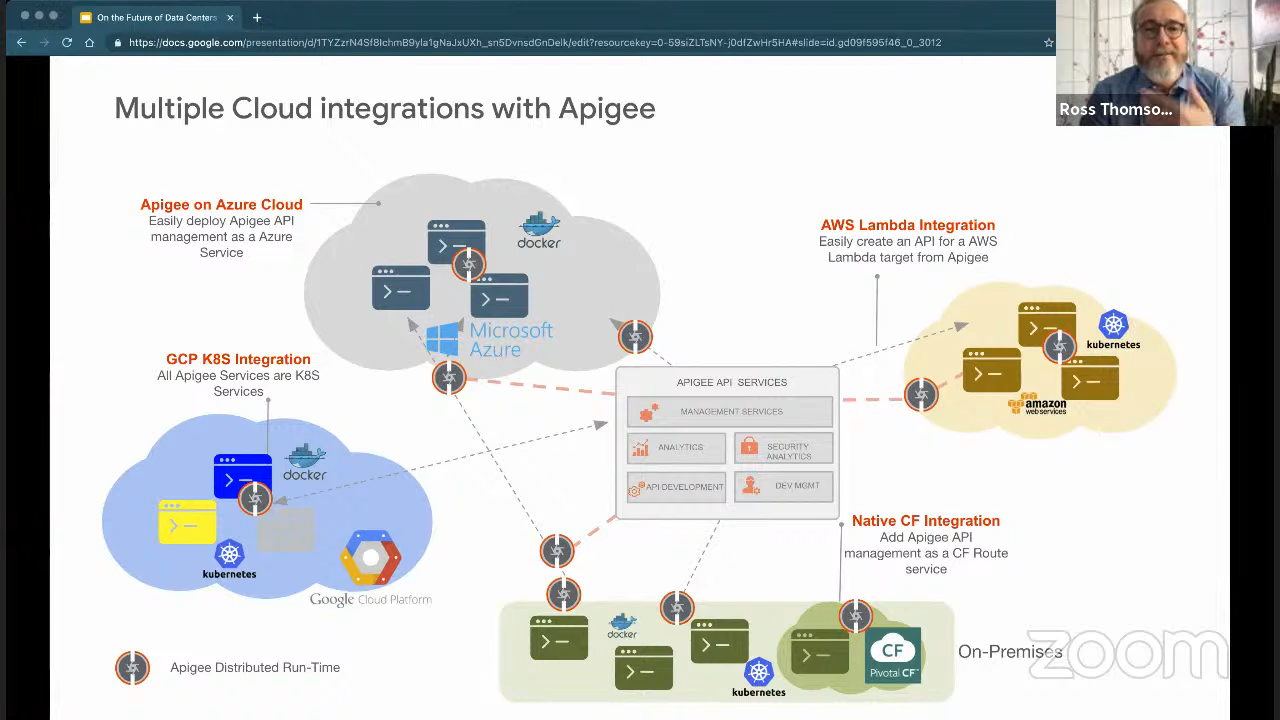 On the Future of Data Centers
https://docs.google.com/presentation/d/1TYZzrN4Sf8IchmB9yla1gNaJxUXh_sn5DvnsdGnDelk/edit?resourcekey=0-59siZLTsNY-j0dfZwHr5HA#slide=id.gd09f595f46_0_3012
Ross Thomso...
Multiple Cloud integrations with Apigee
Apigee on Azure Cloud
Easily deploy Apigee API
management as a Azure
Service
docker
Microsoft
Azure
AWS Lambda Integration
Easily create an API for a AWS
Lambda target from Apigee
kubernetes
amazon
web services
GCP K8S Integration
All Apigee Services are K8S
Services
docker
kubernetes
Google Cloud Platform
APIGEE API SERVICES
MANAGEMENT SERVICES
ANALYTICS
SECURITY
ANALYTICS
API DEVELOPMENT
DEV MGMT
Native CF Integration
Add Apigee API
management as a CF Route
service
docker
kubernetes
CF
Pivotal CF™
On-Premises
Apigee Distributed Run-Time
zoom